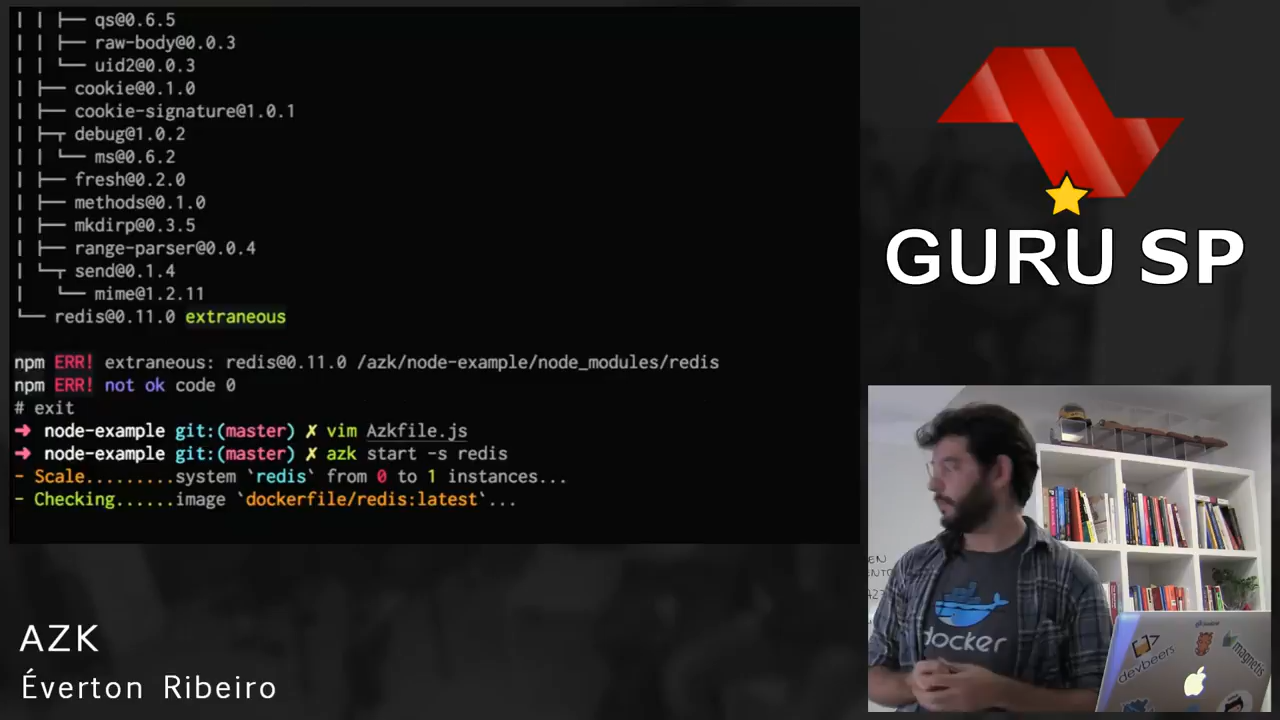 │ │ ├── qs@0.6.5
│ │ ├── raw-body@0.0.3
│ │ └── uid2@0.0.3
│ ├── cookie@0.1.0
│ ├── cookie-signature@1.0.1
│ ├─┬ debug@1.0.2
│ │ └── ms@0.6.2
│ ├── fresh@0.2.0
│ ├── methods@0.1.0
│ ├── mkdirp@0.3.5
│ ├── range-parser@0.0.4
│ └─┬ send@0.1.4
│   └── mime@1.2.11
└── redis@0.11.0 extraneous
npm ERR! extraneous: redis@0.11.0 /azk/node-example/node_modules/redis
npm ERR! not ok code 0
# exit
➜ node-example git:(master) ✗ vim Azkfile.js
➜ node-example git:(master) ✗ azk start -s redis
- Scale.........system `redis` from 0 to 1 instances...
- Checking......image `dockerfile/redis:latest`...
GURU SP
docker
devbeers
magnetis
AZK
Éverton Ribeiro